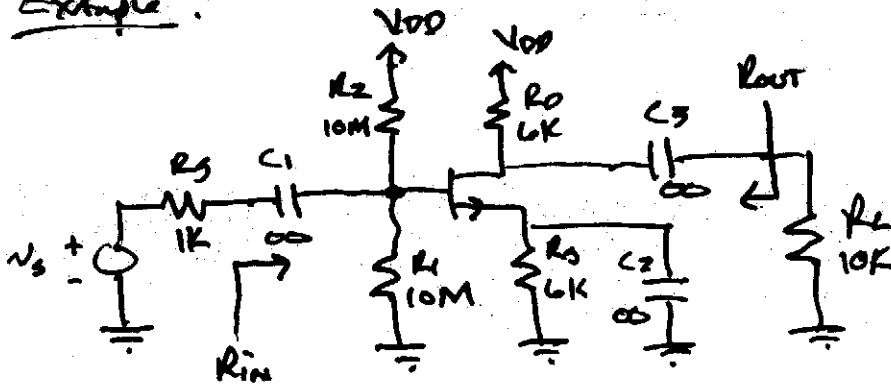 Example.
VDD
VDD
R2
10M
RD
6K
C3
∞
ROUT
RS
1K
C1
∞
Vs
+
-
RIN
R1
10M
RS
6K
C2
∞
RL
10K